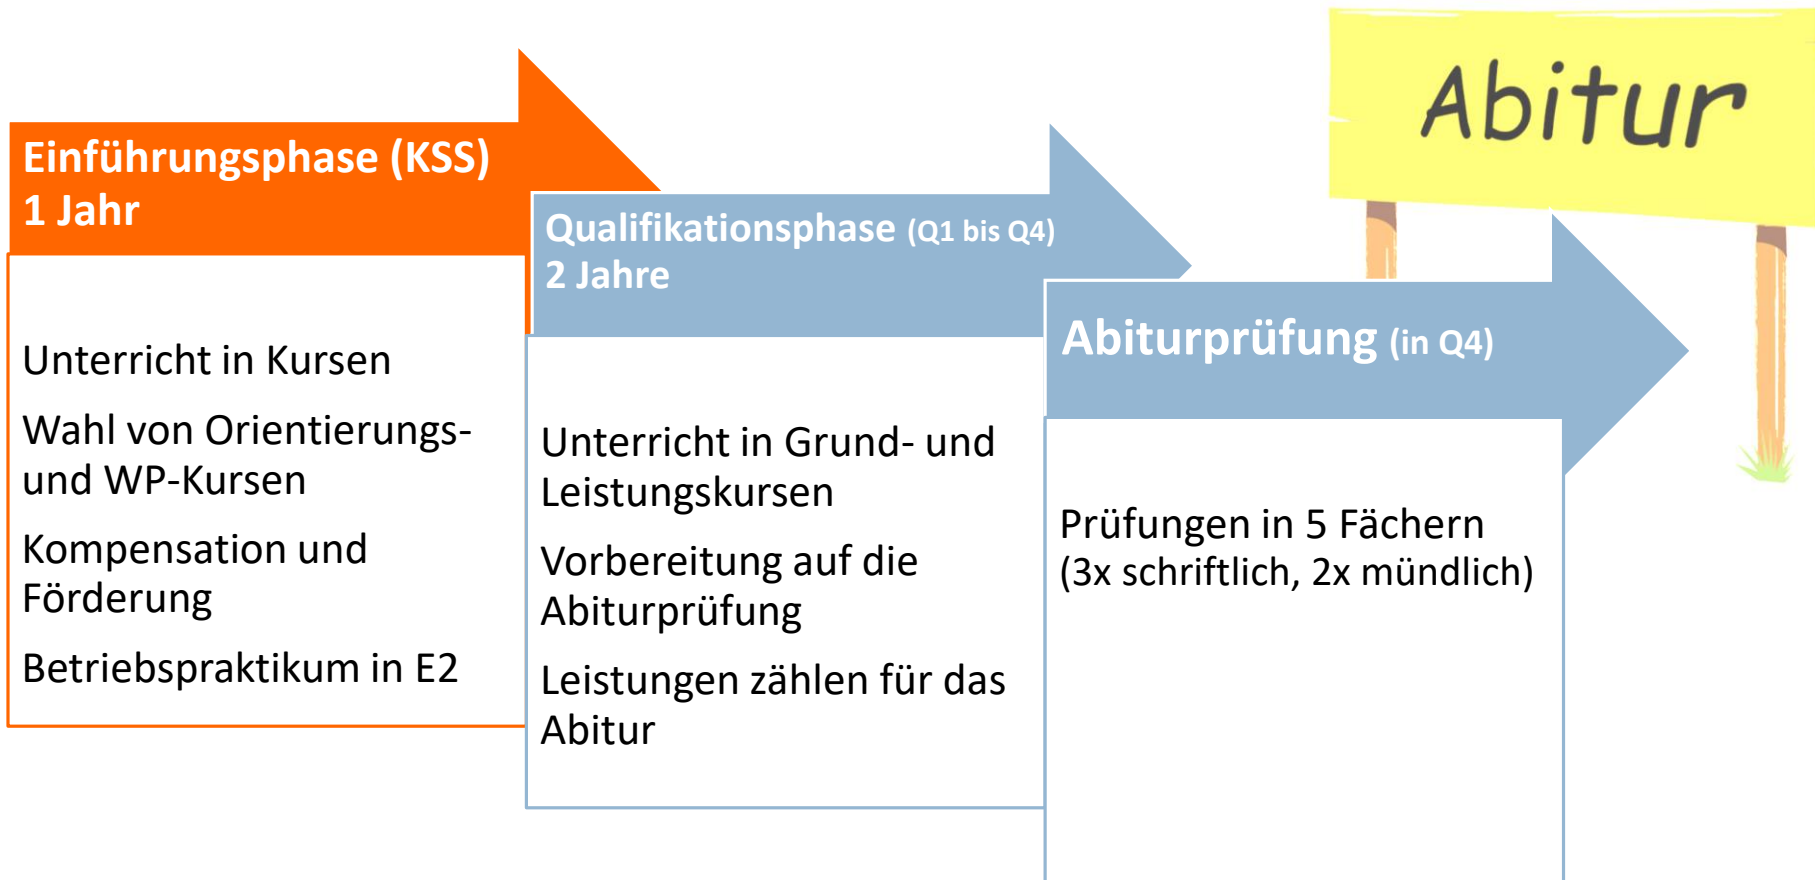 Abitur
Einführungsphase (KSS)
1 Jahr
Unterricht in Kursen
Wahl von Orientierungs-
und WP-Kursen
Kompensation und
Förderung
Betriebspraktikum in E2
Qualifikationsphase (Q1 bis Q4)
2 Jahre
Unterricht in Grund- und
Leistungskursen
Vorbereitung auf die
Abiturprüfung
Leistungen zählen für das
Abitur
Abiturprüfung (in Q4)
Prüfungen in 5 Fächern
(3x schriftlich, 2x mündlich)